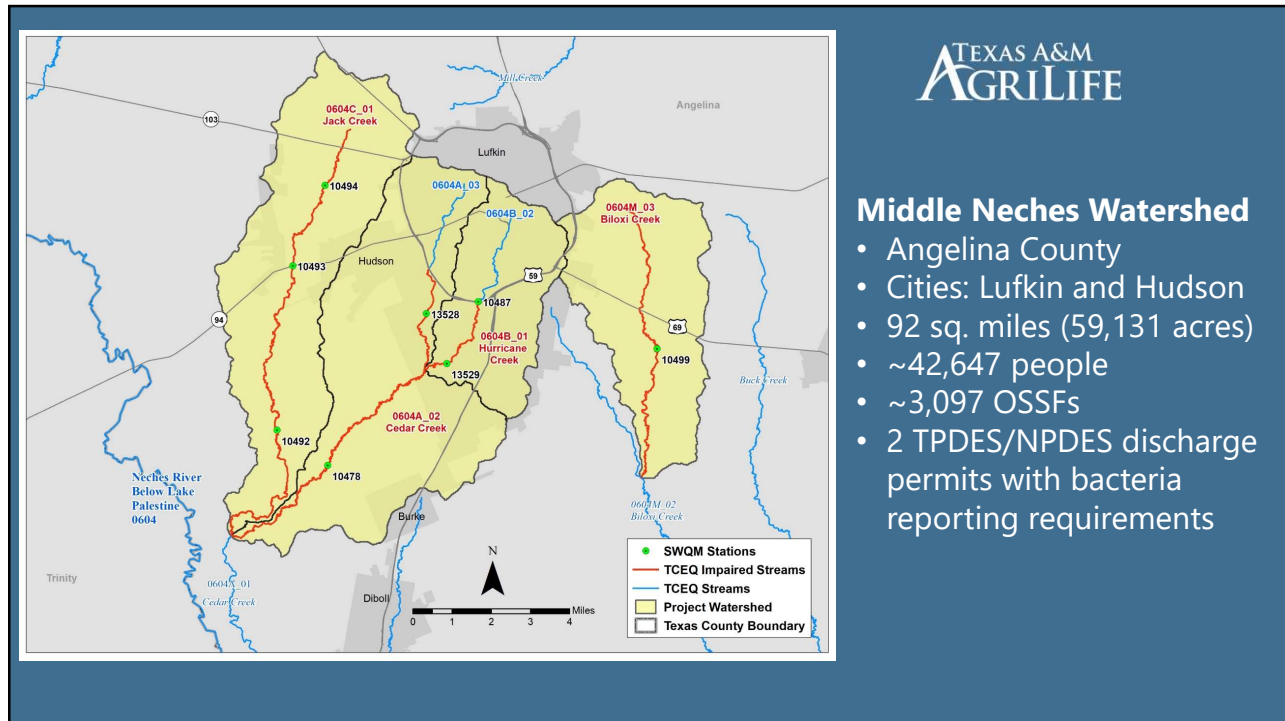 Mill Creek
Angelina
103
0604C_01
Jack Creek
Lufkin
10494
0604A_03
0604B_02
0604M_03
Biloxi Creek
10493
Hudson
59
10487
94
13528
0604B_01
Hurricane
Creek
69
10499
13529
Buck Creek
0604A_02
Cedar Creek
10492
10478
Neches River
Below Lake
Palestine
0604
0604M_02
Biloxi Creek
Burke
Trinity
0604A_01
Cedar Creek
Diboll
N
Miles
0 1 2 3 4
SWQM Stations
TCEQ Impaired Streams
TCEQ Streams
Project Watershed
Texas County Boundary
TEXAS A&M
AGRILIFE
Middle Neches Watershed
• Angelina County
• Cities: Lufkin and Hudson
• 92 sq. miles (59,131 acres)
• ~42,647 people
• ~3,097 OSSFs
• 2 TPDES/NPDES discharge
permits with bacteria
reporting requirements